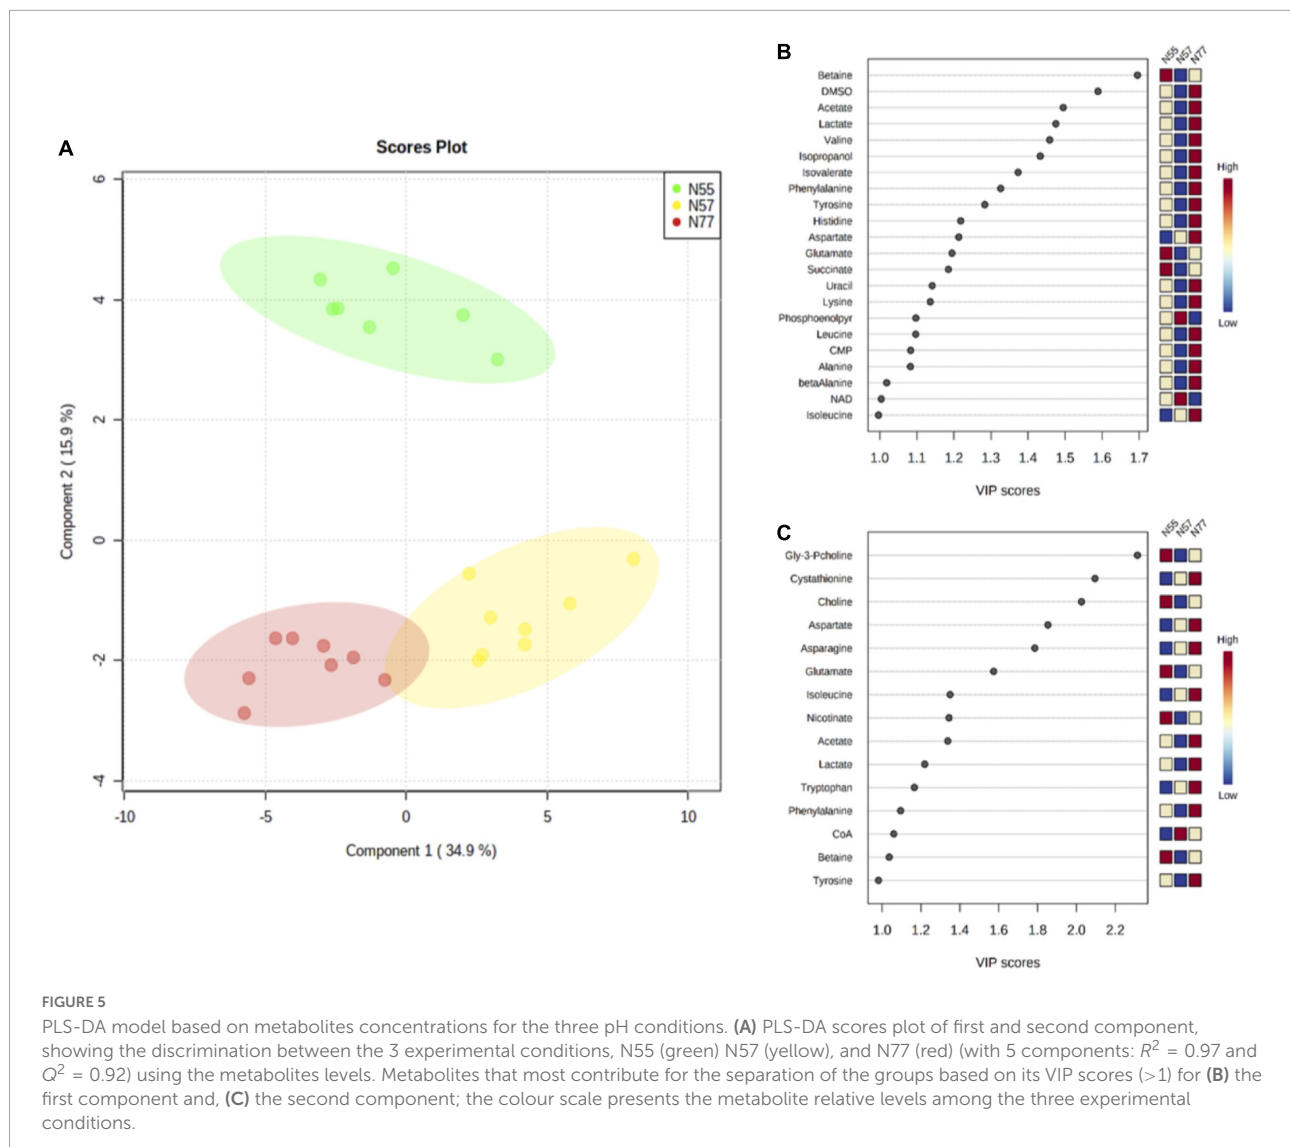 A
Scores Plot
N55
N57
N77
6
4
2
0
-2
-4
-10
-5
0
5
10
Component 2 ( 15.9 %)
Component 1 ( 34.9 %)
B
N55 N57 N77
Betaine
DMSO
Acetate
Lactate
Valine
Isopropanol
Isovalerate
Phenylalanine
Tyrosine
Histidine
Aspartate
Glutamate
Succinate
Uracil
Lysine
Phosphoenolpyr
Leucine
CMP
Alanine
betaAlanine
NAD
Isoleucine
1.0 1.1 1.2 1.3 1.4 1.5 1.6 1.7
VIP scores
High
Low
C
N55 N57 N77
Gly-3-Pcholine
Cystathionine
Choline
Aspartate
Asparagine
Glutamate
Isoleucine
Nicotinate
Acetate
Lactate
Tryptophan
Phenylalanine
CoA
Betaine
Tyrosine
1.0 1.2 1.4 1.6 1.8 2.0 2.2
VIP scores
High
Low
FIGURE 5
PLS-DA model based on metabolites concentrations for the three pH conditions. (A) PLS-DA scores plot of first and second component,
showing the discrimination between the 3 experimental conditions, N55 (green) N57 (yellow), and N77 (red) (with 5 components: R² = 0.97 and
Q² = 0.92) using the metabolites levels. Metabolites that most contribute for the separation of the groups based on its VIP scores (>1) for (B) the
first component and, (C) the second component; the colour scale presents the metabolite relative levels among the three experimental
conditions.